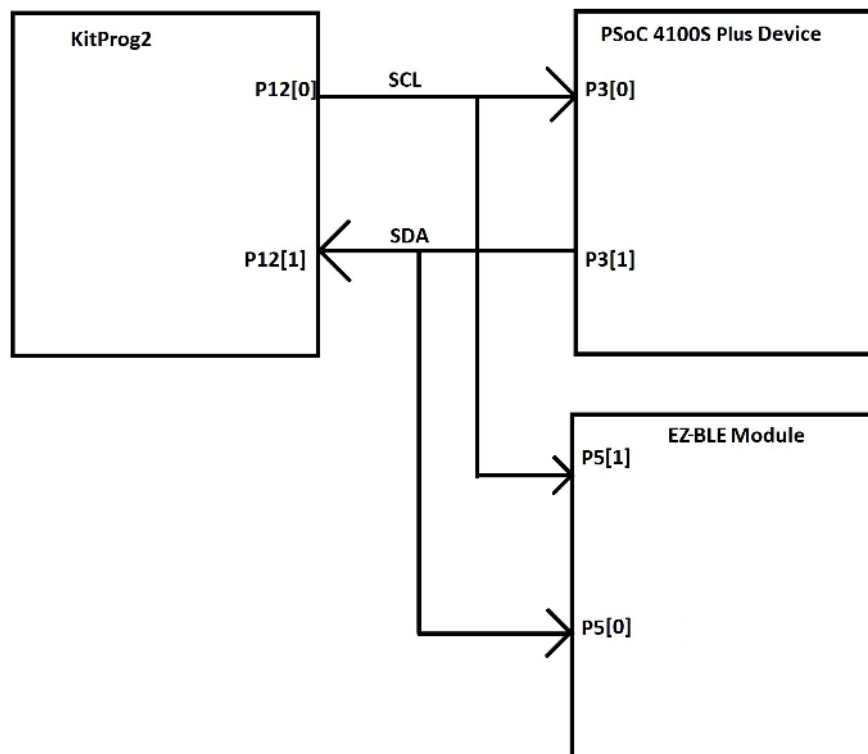 KitProg2
PSoC 4100S Plus Device
P12[0]
SCL
P3[0]
P12[1]
SDA
P3[1]
EZ-BLE Module
P5[1]
P5[0]